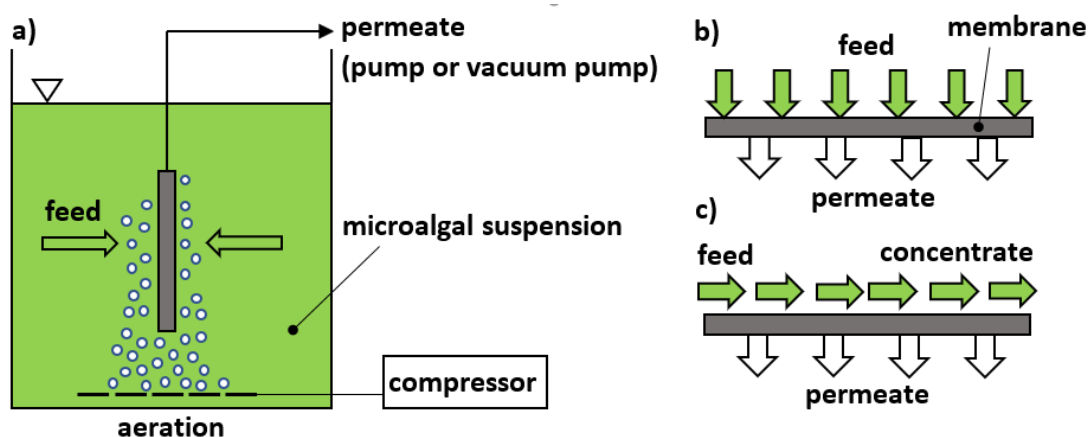 a)
permeate
(pump or vacuum pump)
feed
microalgal suspension
compressor
aeration
b)
membrane
feed
permeate
c)
feed
concentrate
permeate